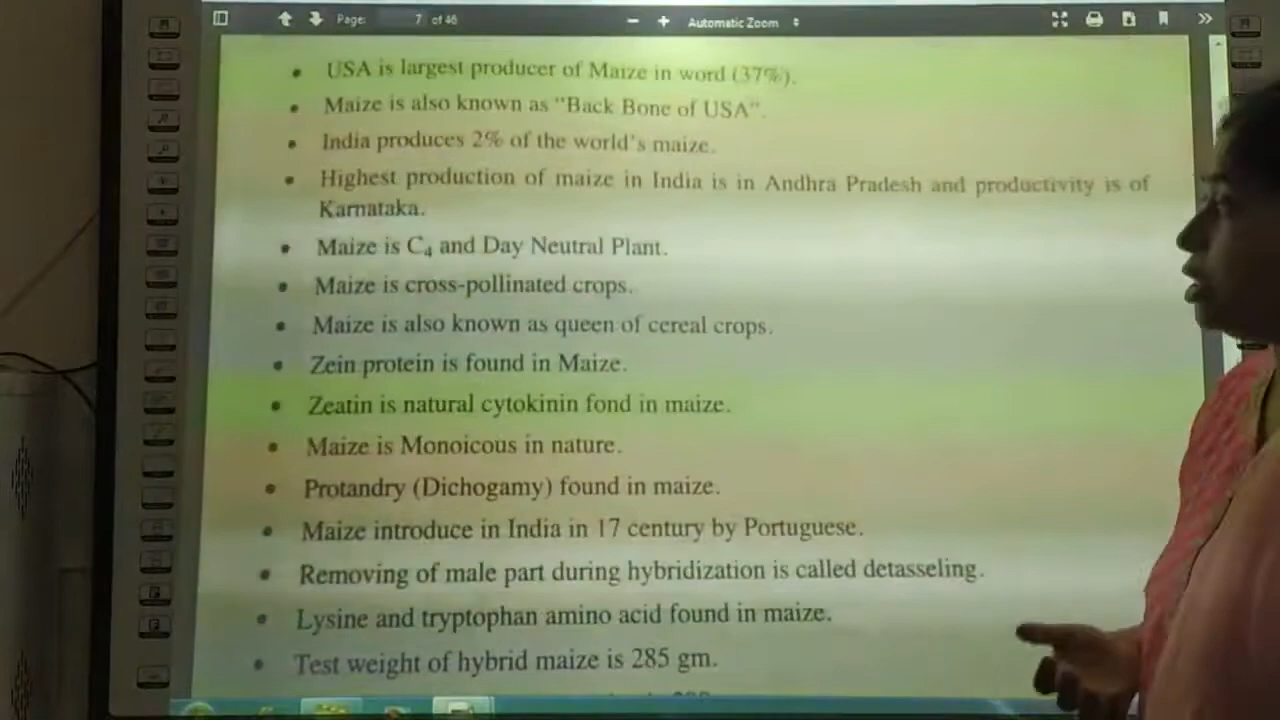 Page: 7 of 46
Automatic Zoom
• USA is largest producer of Maize in word (37%).
• Maize is also known as "Back Bone of USA".
• India produces 2% of the world's maize.
• Highest production of maize in India is in Andhra Pradesh and productivity is of
Karnataka.
• Maize is C₄ and Day Neutral Plant.
• Maize is cross-pollinated crops.
• Maize is also known as queen of cereal crops.
• Zein protein is found in Maize.
• Zeatin is natural cytokinin fond in maize.
• Maize is Monoicous in nature.
• Protandry (Dichogamy) found in maize.
• Maize introduce in India in 17 century by Portuguese.
• Removing of male part during hybridization is called detasseling.
• Lysine and tryptophan amino acid found in maize.
• Test weight of hybrid maize is 285 gm.